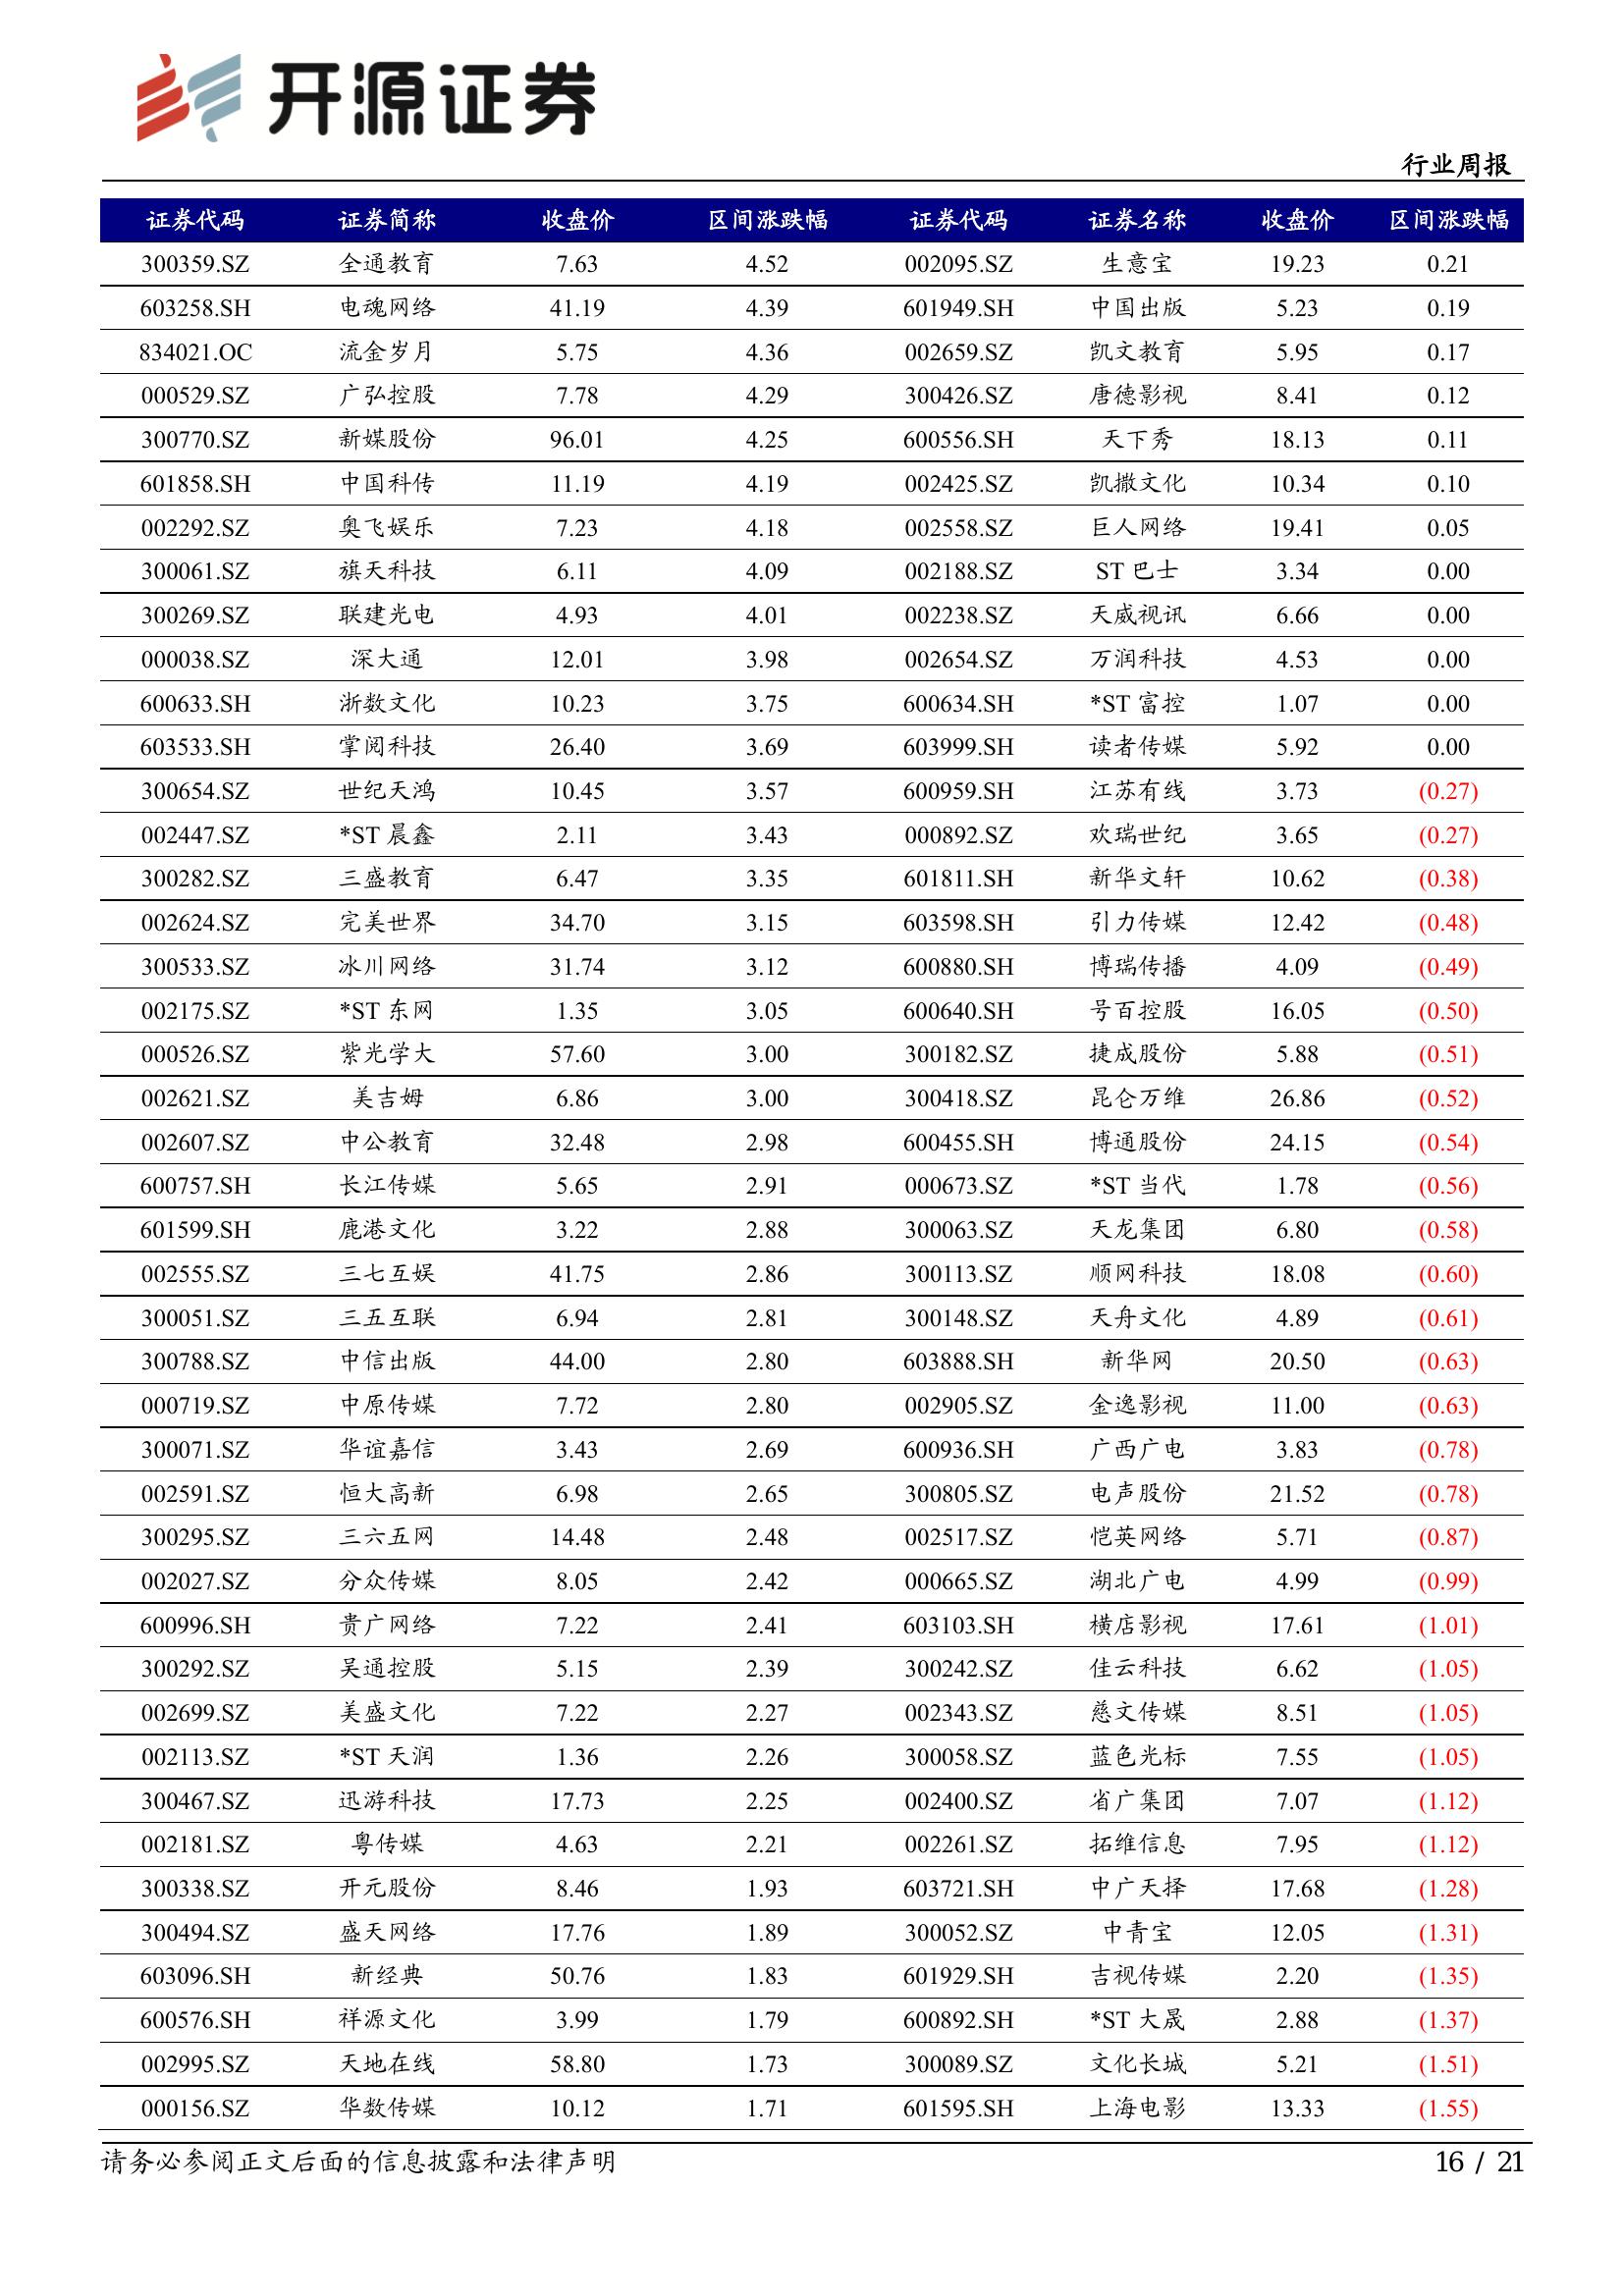 开源证券
行业周报
证券代码 证券简称 收盘价 区间涨跌幅 证券代码 证券名称 收盘价 区间涨跌幅
300359.SZ 全通教育 7.63 4.52 002095.SZ 生意宝 19.23 0.21
603258.SH 电魂网络 41.19 4.39 601949.SH 中国出版 5.23 0.19
834021.OC 流金岁月 5.75 4.36 002659.SZ 凯文教育 5.95 0.17
000529.SZ 广弘控股 7.78 4.29 300426.SZ 唐德影视 8.41 0.12
300770.SZ 新媒股份 96.01 4.25 600556.SH 天下秀 18.13 0.11
601858.SH 中国科传 11.19 4.19 002425.SZ 凯撒文化 10.34 0.10
002292.SZ 奥飞娱乐 7.23 4.18 002558.SZ 巨人网络 19.41 0.05
300061.SZ 旗天科技 6.11 4.09 002188.SZ ST 巴士 3.34 0.00
300269.SZ 联建光电 4.93 4.01 002238.SZ 天威视讯 6.66 0.00
000038.SZ 深大通 12.01 3.98 002654.SZ 万润科技 4.53 0.00
600633.SH 浙数文化 10.23 3.75 600634.SH *ST 富控 1.07 0.00
603533.SH 掌阅科技 26.40 3.69 603999.SH 读者传媒 5.92 0.00
300654.SZ 世纪天鸿 10.45 3.57 600959.SH 江苏有线 3.73 (0.27)
002447.SZ *ST 晨鑫 2.11 3.43 000892.SZ 欢瑞世纪 3.65 (0.27)
300282.SZ 三盛教育 6.47 3.35 601811.SH 新华文轩 10.62 (0.38)
002624.SZ 完美世界 34.70 3.15 603598.SH 引力传媒 12.42 (0.48)
300533.SZ 冰川网络 31.74 3.12 600880.SH 博瑞传播 4.09 (0.49)
002175.SZ *ST 东网 1.35 3.05 600640.SH 号百控股 16.05 (0.50)
000526.SZ 紫光学大 57.60 3.00 300182.SZ 捷成股份 5.88 (0.51)
002621.SZ 美吉姆 6.86 3.00 300418.SZ 昆仑万维 26.86 (0.52)
002607.SZ 中公教育 32.48 2.98 600455.SH 博通股份 24.15 (0.54)
600757.SH 长江传媒 5.65 2.91 000673.SZ *ST 当代 1.78 (0.56)
601599.SH 鹿港文化 3.22 2.88 300063.SZ 天龙集团 6.80 (0.58)
002555.SZ 三七互娱 41.75 2.86 300113.SZ 顺网科技 18.08 (0.60)
300051.SZ 三五互联 6.94 2.81 300148.SZ 天舟文化 4.89 (0.61)
300788.SZ 中信出版 44.00 2.80 603888.SH 新华网 20.50 (0.63)
000719.SZ 中原传媒 7.72 2.80 002905.SZ 金逸影视 11.00 (0.63)
300071.SZ 华谊嘉信 3.43 2.69 600936.SH 广西广电 3.83 (0.78)
002591.SZ 恒大高新 6.98 2.65 300805.SZ 电声股份 21.52 (0.78)
300295.SZ 三六五网 14.48 2.48 002517.SZ 恺英网络 5.71 (0.87)
002027.SZ 分众传媒 8.05 2.42 000665.SZ 湖北广电 4.99 (0.99)
600996.SH 贵广网络 7.22 2.41 603103.SH 横店影视 17.61 (1.01)
300292.SZ 吴通控股 5.15 2.39 300242.SZ 佳云科技 6.62 (1.05)
002699.SZ 美盛文化 7.22 2.27 002343.SZ 慈文传媒 8.51 (1.05)
002113.SZ *ST 天润 1.36 2.26 300058.SZ 蓝色光标 7.55 (1.05)
300467.SZ 迅游科技 17.73 2.25 002400.SZ 省广集团 7.07 (1.12)
002181.SZ 粤传媒 4.63 2.21 002261.SZ 拓维信息 7.95 (1.12)
300338.SZ 开元股份 8.46 1.93 603721.SH 中广天择 17.68 (1.28)
300494.SZ 盛天网络 17.76 1.89 300052.SZ 中青宝 12.05 (1.31)
603096.SH 新经典 50.76 1.83 601929.SH 吉视传媒 2.20 (1.35)
600576.SH 祥源文化 3.99 1.79 600892.SH *ST 大晟 2.88 (1.37)
002995.SZ 天地在线 58.80 1.73 300089.SZ 文化长城 5.21 (1.51)
000156.SZ 华数传媒 10.12 1.71 601595.SH 上海电影 13.33 (1.55)
请务必参阅正文后面的信息披露和法律声明 16 / 21